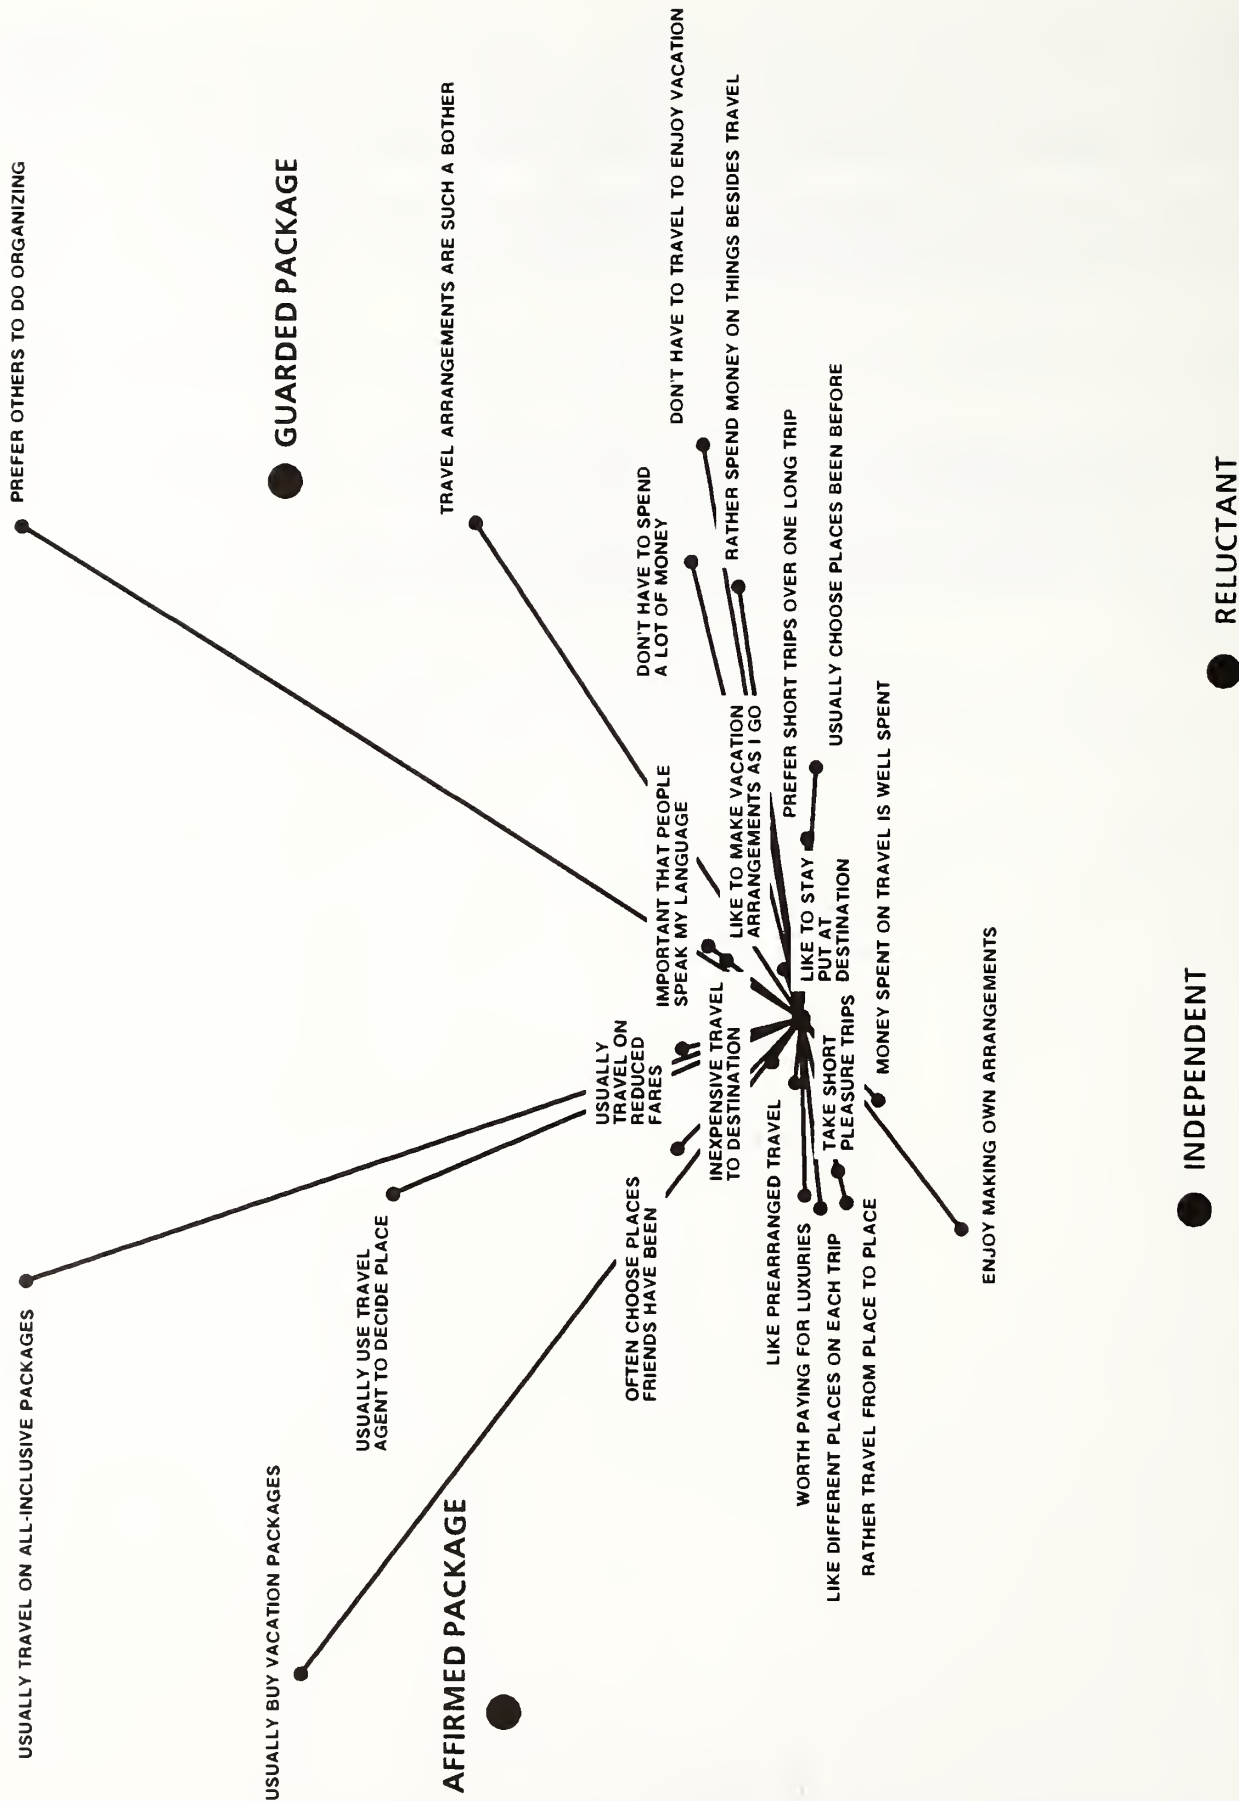 USUALLY TRAVEL ON ALL-INCLUSIVE PACKAGES
PREFER OTHERS TO DO ORGANIZING
USUALLY BUY VACATION PACKAGES
GUARDED PACKAGE
USUALLY USE TRAVEL
AGENT TO DECIDE PLACE
AFFIRMED PACKAGE
TRAVEL ARRANGEMENTS ARE SUCH A BOTHER
USUALLY
TRAVEL ON
REDUCED
FARES
OFTEN CHOOSE PLACES
FRIENDS HAVE BEEN
IMPORTANT THAT PEOPLE
SPEAK MY LANGUAGE
DON'T HAVE TO SPEND
A LOT OF MONEY
DON'T HAVE TO TRAVEL TO ENJOY VACATION
INEXPENSIVE TRAVEL
TO DESTINATION
LIKE TO MAKE VACATION
ARRANGEMENTS AS I GO
RATHER SPEND MONEY ON THINGS BESIDES TRAVEL
LIKE PREARRANGED TRAVEL
PREFER SHORT TRIPS OVER ONE LONG TRIP
WORTH PAYING FOR LUXURIES
LIKE TO STAY
PUT AT
DESTINATION
TAKE SHORT
PLEASURE TRIPS
USUALLY CHOOSE PLACES BEEN BEFORE
LIKE DIFFERENT PLACES ON EACH TRIP
RATHER TRAVEL FROM PLACE TO PLACE
MONEY SPENT ON TRAVEL IS WELL SPENT
ENJOY MAKING OWN ARRANGEMENTS
INDEPENDENT
RELUCTANT